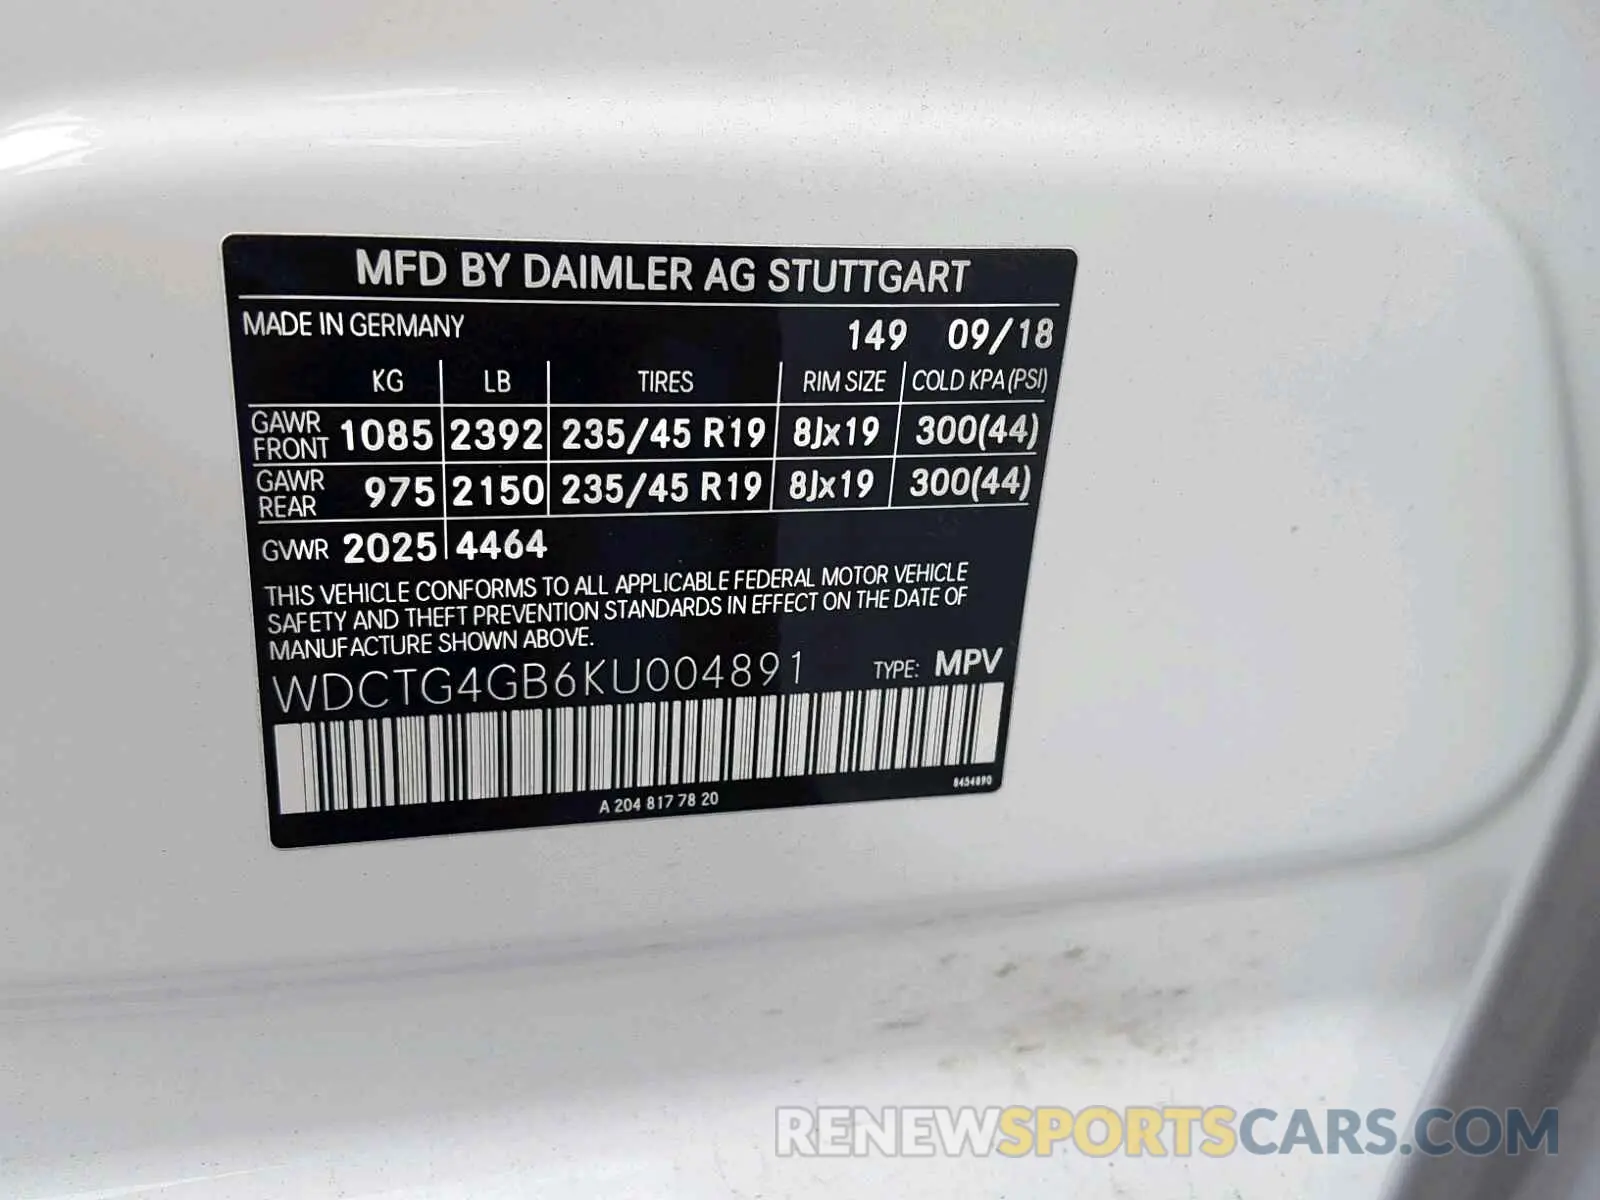 MFD BY DAIMLER AG STUTTGART
MADE IN GERMANY 149 09/18
KG LB TIRES RIM SIZE COLD KPA (PSI)
GAWR FRONT 1085 2392 235/45 R19 8Jx19 300(44)
GAWR REAR 975 2150 235/45 R19 8Jx19 300(44)
GVWR 2025 4464
THIS VEHICLE CONFORMS TO ALL APPLICABLE FEDERAL MOTOR VEHICLE
SAFETY AND THEFT PREVENTION STANDARDS IN EFFECT ON THE DATE OF
MANUFACTURE SHOWN ABOVE.
WDCTG4GB6KU004891 TYPE: MPV
8454890
A 204 817 78 20
RENEWSPORTSCARS.COM